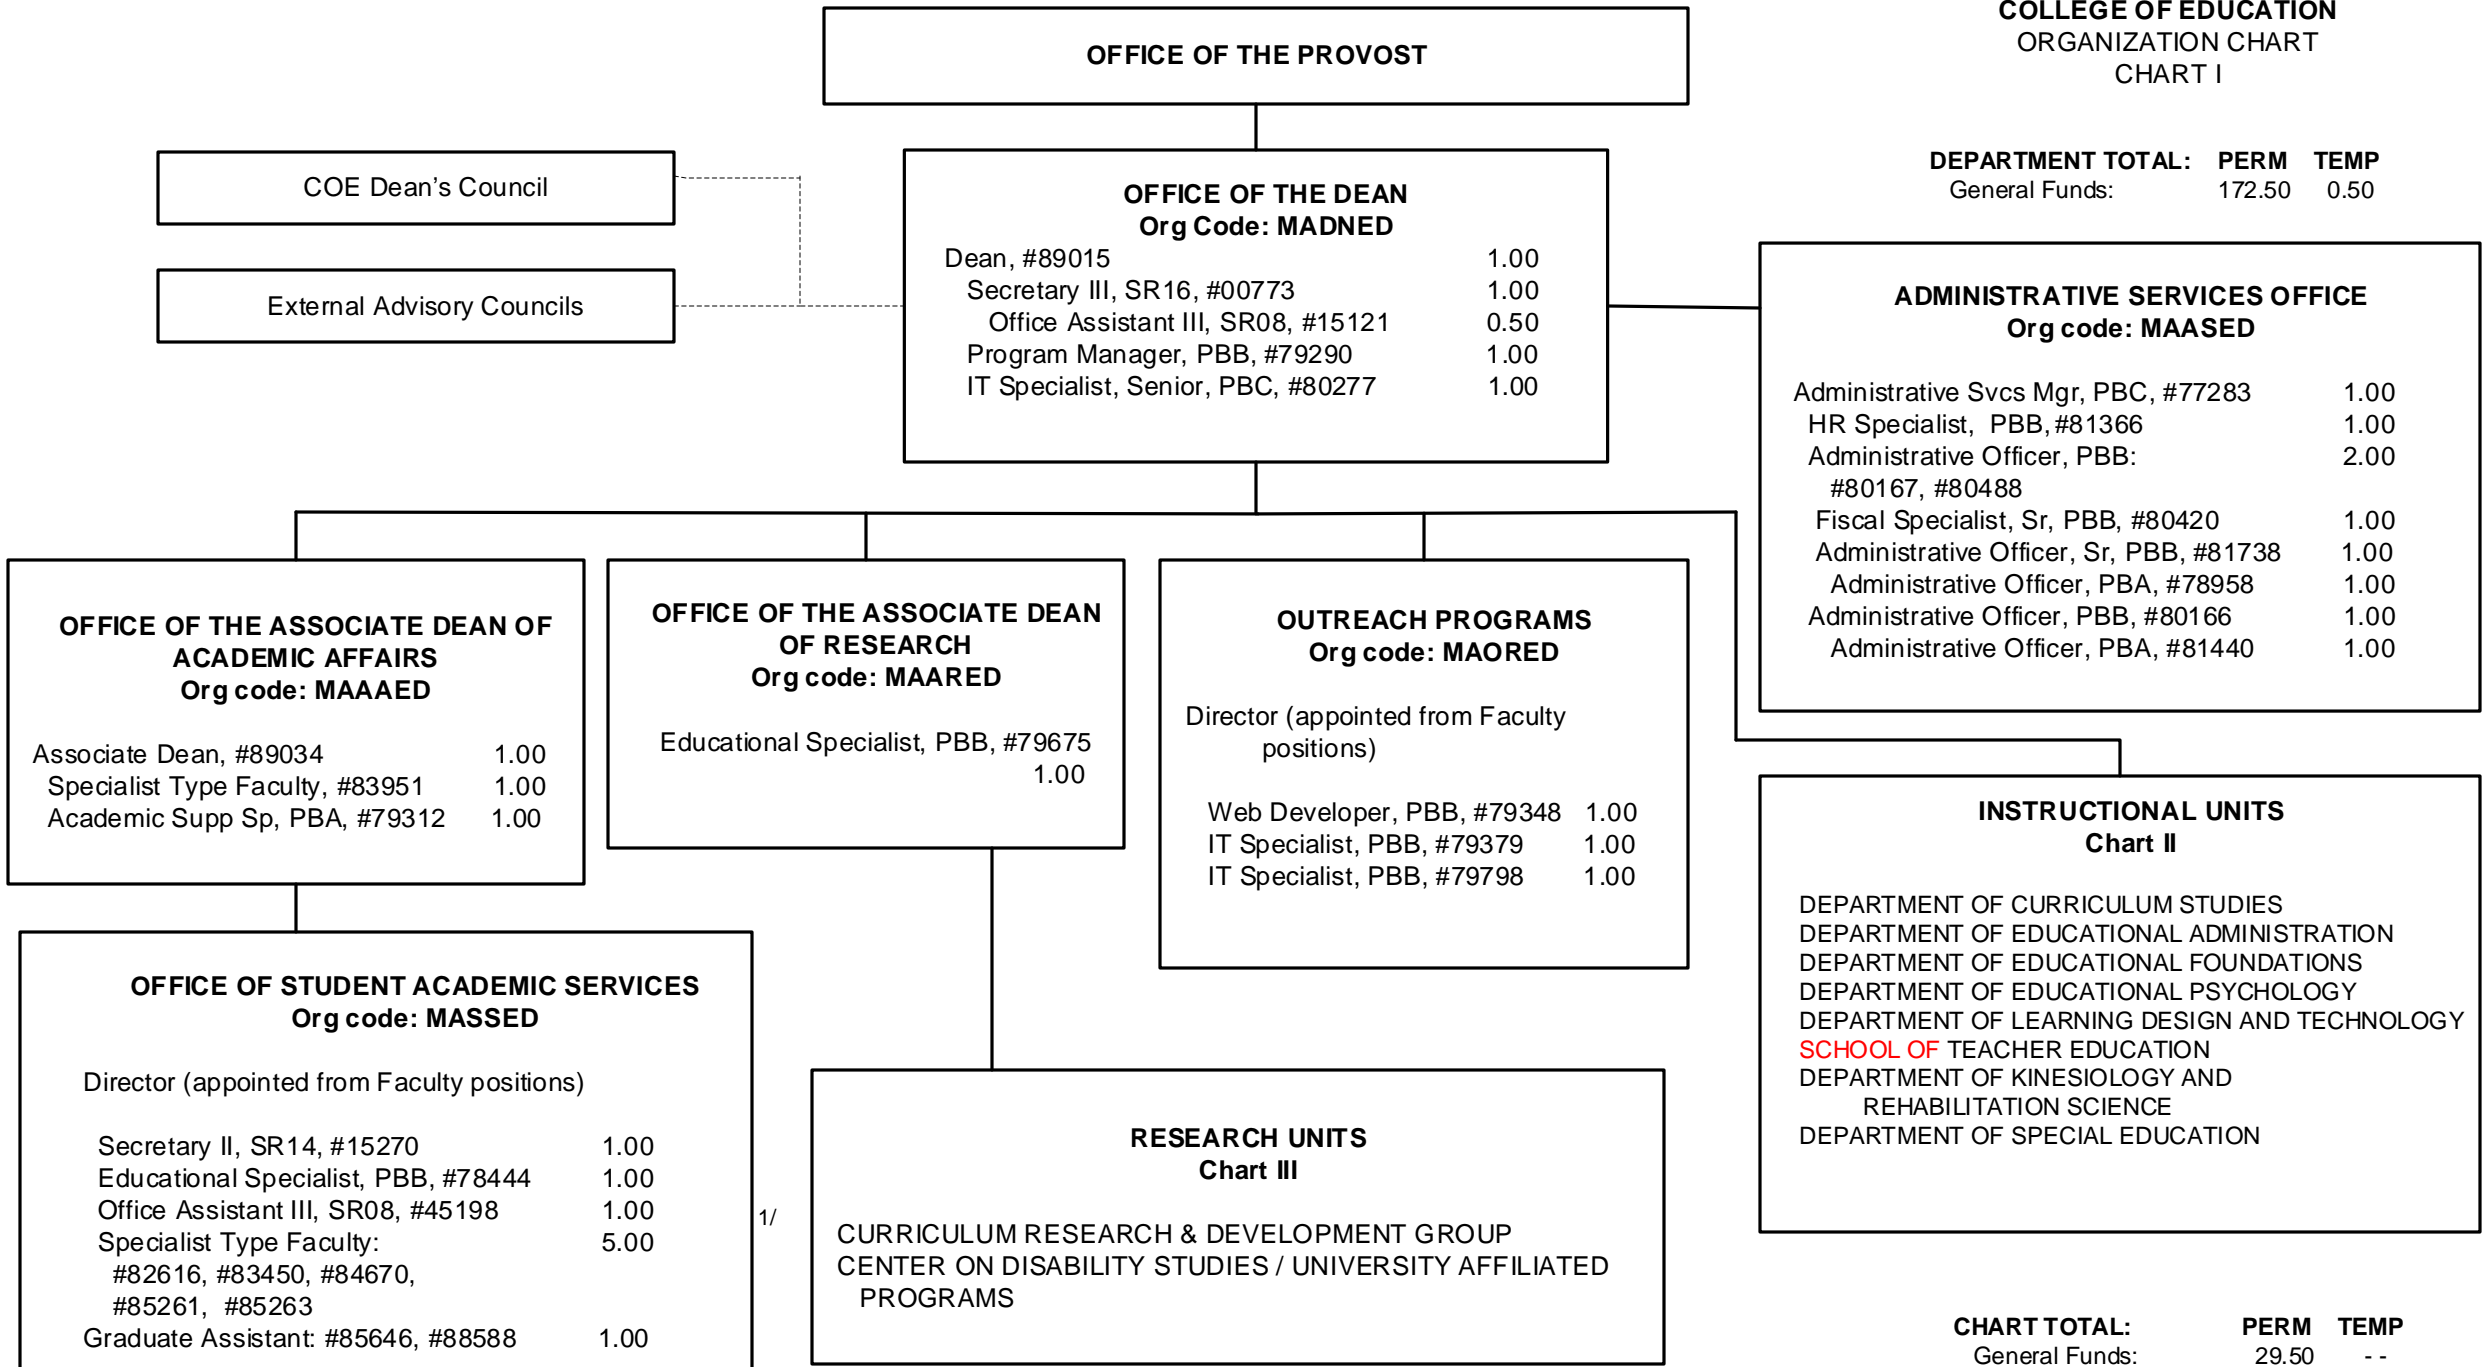 COLLEGE OF EDUCATION
ORGANIZATION CHART
CHART I
OFFICE OF THE PROVOST
DEPARTMENT TOTAL: PERM TEMP
General Funds: 172.50 0.50
COE Dean's Council
External Advisory Councils
OFFICE OF THE DEAN
Org Code: MADNED
Dean, #89015 1.00
Secretary III, SR16, #00773 1.00
Office Assistant III, SR08, #15121 0.50
Program Manager, PBB, #79290 1.00
IT Specialist, Senior, PBC, #80277 1.00
ADMINISTRATIVE SERVICES OFFICE
Org code: MAASED
Administrative Svcs Mgr, PBC, #77283 1.00
HR Specialist, PBB, #81366 1.00
Administrative Officer, PBB: 2.00
#80167, #80488
Fiscal Specialist, Sr, PBB, #80420 1.00
Administrative Officer, Sr, PBB, #81738 1.00
Administrative Officer, PBA, #78958 1.00
Administrative Officer, PBB, #80166 1.00
Administrative Officer, PBA, #81440 1.00
OFFICE OF THE ASSOCIATE DEAN OF
ACADEMIC AFFAIRS
Org code: MAAAED
Associate Dean, #89034 1.00
Specialist Type Faculty, #83951 1.00
Academic Supp Sp, PBA, #79312 1.00
OFFICE OF THE ASSOCIATE DEAN
OF RESEARCH
Org code: MAARED
Educational Specialist, PBB, #79675
1.00
OUTREACH PROGRAMS
Org code: MAORED
Director (appointed from Faculty
positions)
Web Developer, PBB, #79348 1.00
IT Specialist, PBB, #79379 1.00
IT Specialist, PBB, #79798 1.00
INSTRUCTIONAL UNITS
Chart II
DEPARTMENT OF CURRICULUM STUDIES
DEPARTMENT OF EDUCATIONAL ADMINISTRATION
DEPARTMENT OF EDUCATIONAL FOUNDATIONS
DEPARTMENT OF EDUCATIONAL PSYCHOLOGY
DEPARTMENT OF LEARNING DESIGN AND TECHNOLOGY
SCHOOL OF TEACHER EDUCATION
DEPARTMENT OF KINESIOLOGY AND
REHABILITATION SCIENCE
DEPARTMENT OF SPECIAL EDUCATION
OFFICE OF STUDENT ACADEMIC SERVICES
Org code: MASSED
Director (appointed from Faculty positions)
Secretary II, SR14, #15270 1.00
Educational Specialist, PBB, #78444 1.00
Office Assistant III, SR08, #45198 1.00
Specialist Type Faculty: 5.00
#82616, #83450, #84670,
#85261, #85263
Graduate Assistant: #85646, #88588 1.00
1/
RESEARCH UNITS
Chart III
CURRICULUM RESEARCH & DEVELOPMENT GROUP
CENTER ON DISABILITY STUDIES / UNIVERSITY AFFILIATED
PROGRAMS
CHART TOTAL: PERM TEMP
General Funds: 29.50 - -